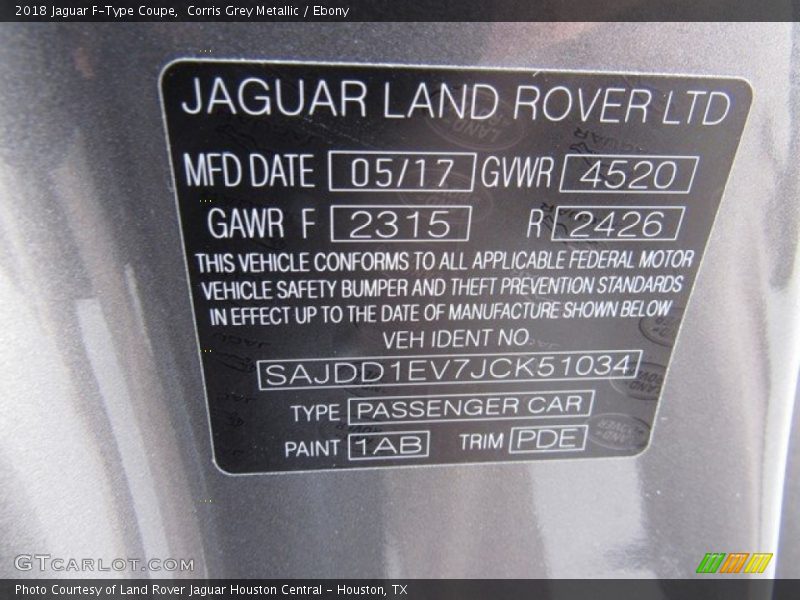 2018 Jaguar F-Type Coupe, Corris Grey Metallic / Ebony
JAGUAR LAND ROVER LTD
MFD DATE 05/17 GVWR 4520
GAWR F 2315 R 2426
THIS VEHICLE CONFORMS TO ALL APPLICABLE FEDERAL MOTOR
VEHICLE SAFETY BUMPER AND THEFT PREVENTION STANDARDS
IN EFFECT UP TO THE DATE OF MANUFACTURE SHOWN BELOW
VEH IDENT NO
SAJDD1EV7JCK51034
TYPE PASSENGER CAR
PAINT 1AB TRIM PDE
GTCARLOT.COM
Photo Courtesy of Land Rover Jaguar Houston Central - Houston, TX